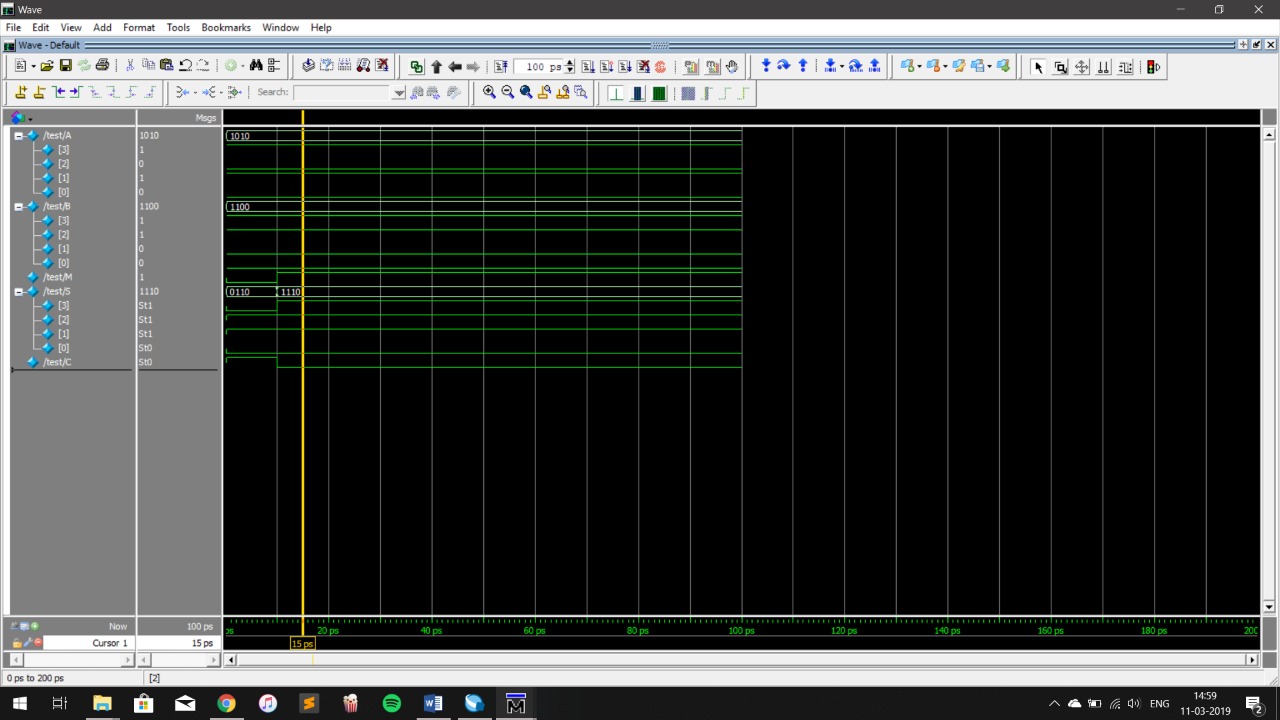 Wave
File Edit View Add Format Tools Bookmarks Window Help
Wave - Default
100 ps
Search:
Msgs
/test/A 1010 1010
[3] 1
[2] 0
[1] 1
[0] 0
/test/B 1100 1100
[3] 1
[2] 1
[1] 0
[0] 0
/test/M 1
/test/S 1110 0110 1110
[3] St1
[2] St1
[1] St1
[0] St0
/test/C St0
Now 100 ps ps 20 ps 40 ps 60 ps 80 ps 100 ps 120 ps 140 ps 160 ps 180 ps 200
Cursor 1 15 ps 15 ps
0 ps to 200 ps [2]
14:59
ENG
11-03-2019
2